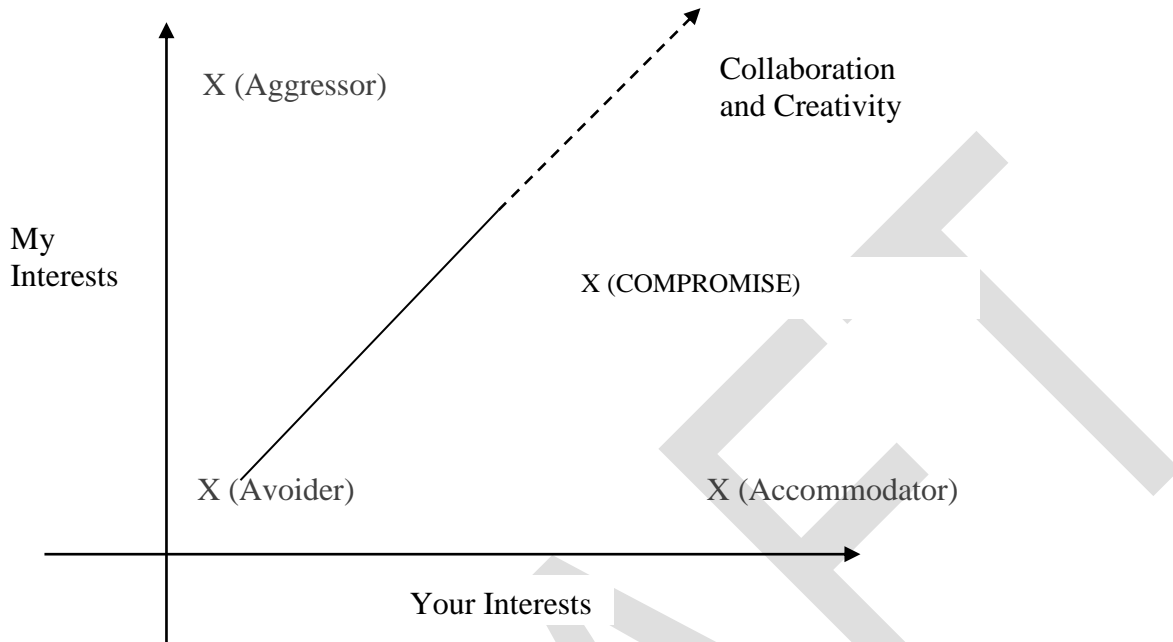 X (Aggressor)
Collaboration
and Creativity
My
Interests
X (COMPROMISE)
X (Avoider)
X (Accommodator)
Your Interests